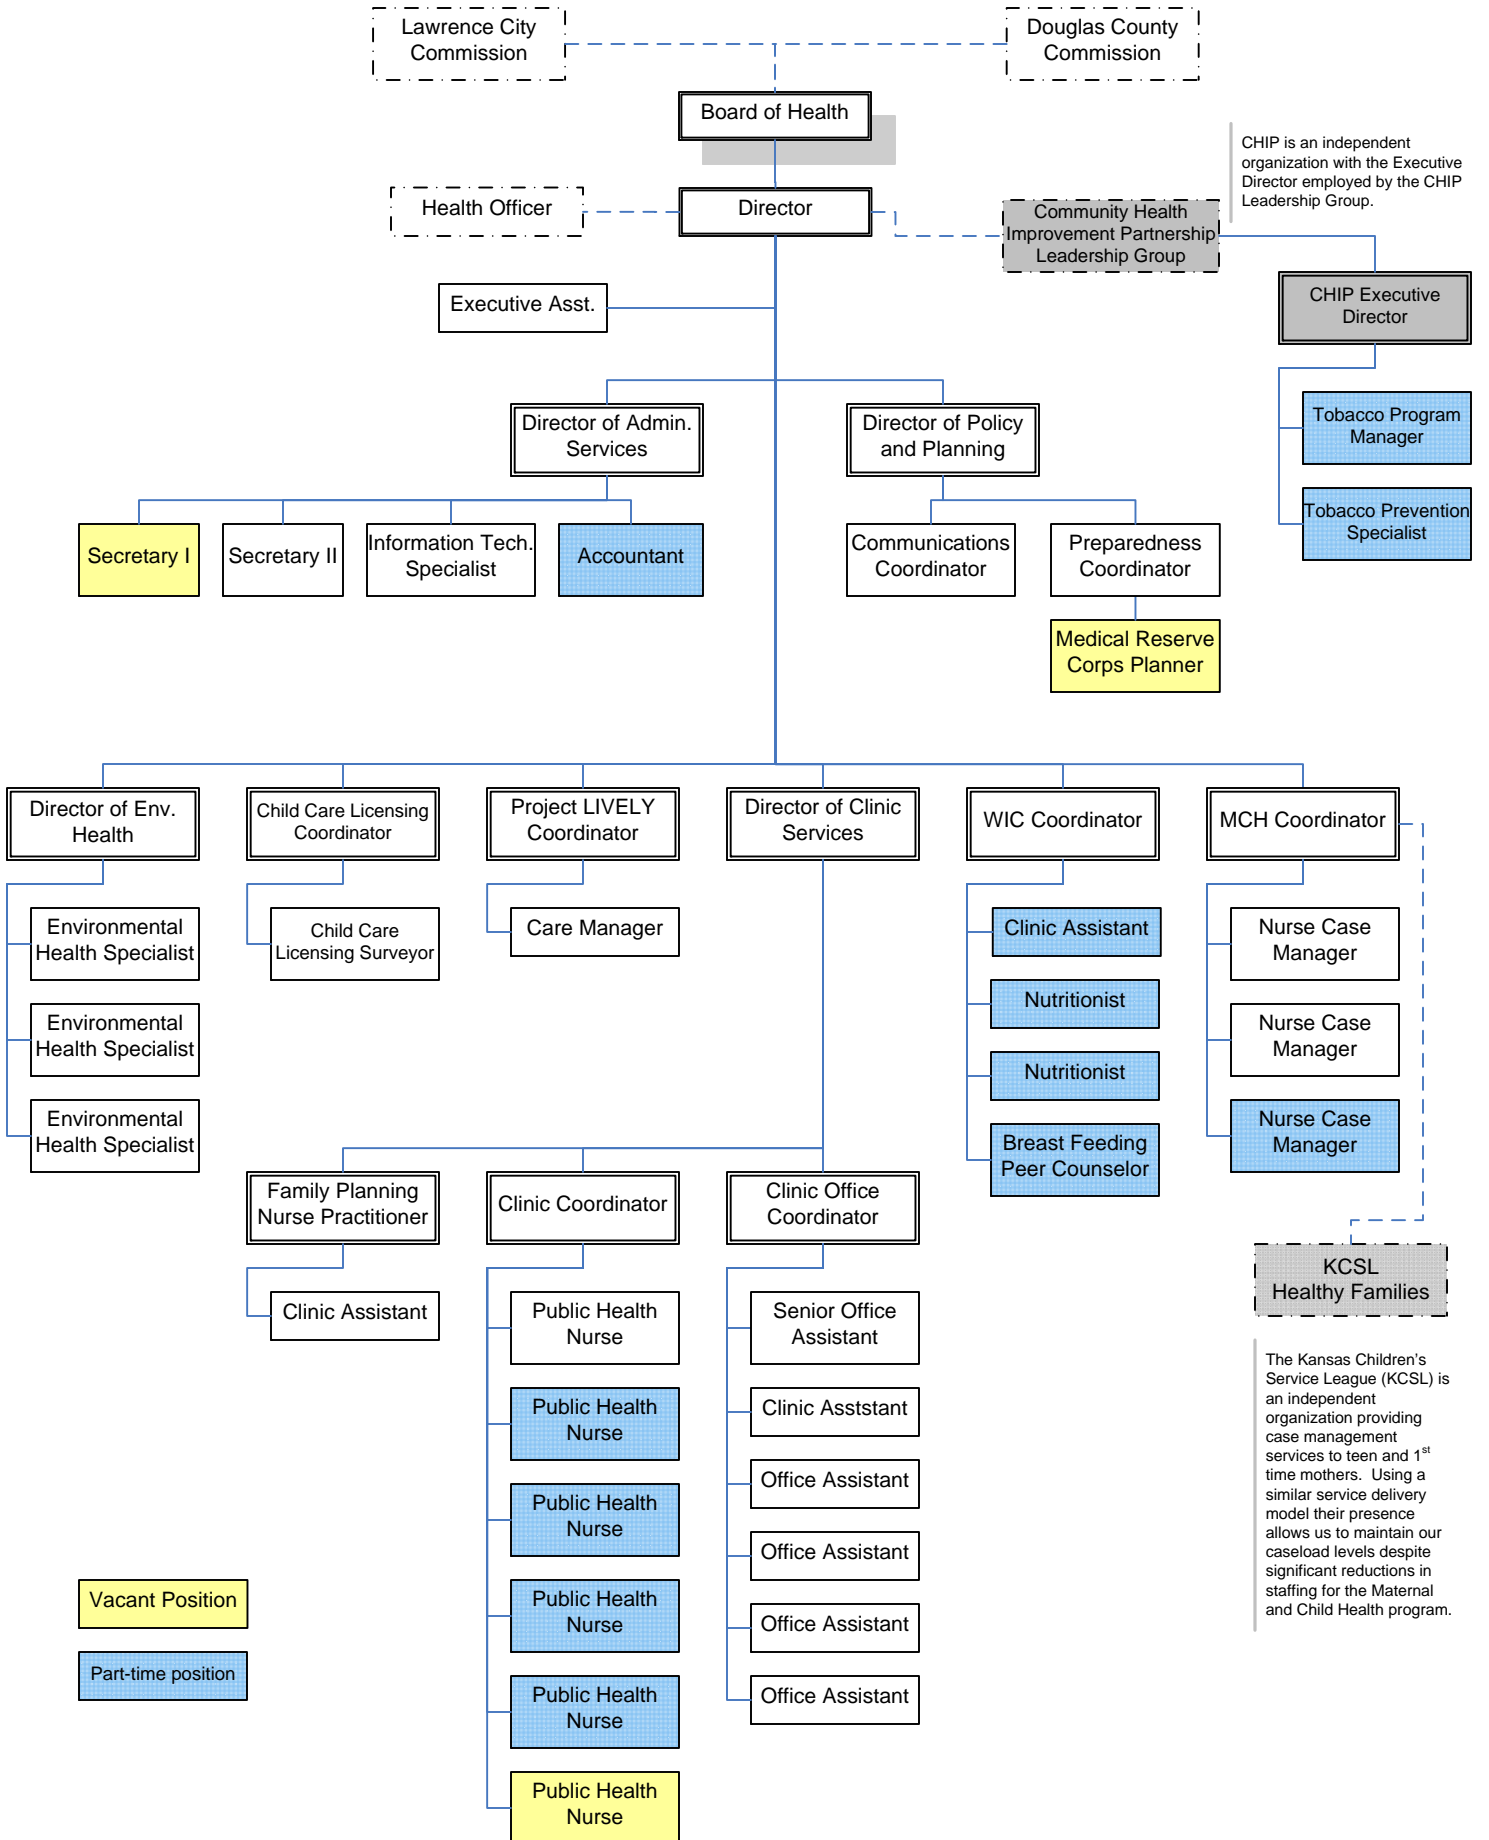 Lawrence City
Commission
Douglas County
Commission
Board of Health
CHIP is an independent
organization with the Executive
Director employed by the CHIP
Leadership Group.
Health Officer
Director
Community Health
Improvement Partnership
Leadership Group
Executive Asst.
CHIP Executive
Director
Director of Admin.
Services
Director of Policy
and Planning
Tobacco Program
Manager
Tobacco Prevention
Specialist
Secretary I
Secretary II
Information Tech.
Specialist
Accountant
Communications
Coordinator
Preparedness
Coordinator
Medical Reserve
Corps Planner
Director of Env.
Health
Child Care Licensing
Coordinator
Project LIVELY
Coordinator
Director of Clinic
Services
WIC Coordinator
MCH Coordinator
Environmental
Health Specialist
Environmental
Health Specialist
Environmental
Health Specialist
Child Care
Licensing Surveyor
Care Manager
Clinic Assistant
Nutritionist
Nutritionist
Breast Feeding
Peer Counselor
Nurse Case
Manager
Nurse Case
Manager
Nurse Case
Manager
Family Planning
Nurse Practitioner
Clinic Coordinator
Clinic Office
Coordinator
KCSL
Healthy Families
Clinic Assistant
Public Health
Nurse
Public Health
Nurse
Public Health
Nurse
Public Health
Nurse
Public Health
Nurse
Public Health
Nurse
Senior Office
Assistant
Clinic Asststant
Office Assistant
Office Assistant
Office Assistant
Office Assistant
The Kansas Children's
Service League (KCSL) is
an independent
organization providing
case management
services to teen and 1st
time mothers.  Using a
similar service delivery
model their presence
allows us to maintain our
caseload levels despite
significant reductions in
staffing for the Maternal
and Child Health program.
Vacant Position
Part-time position